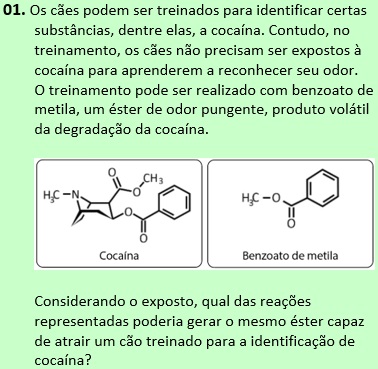 01. Os cães podem ser treinados para identificar certas
substâncias, dentre elas, a cocaína. Contudo, no
treinamento, os cães não precisam ser expostos à
cocaína para aprenderem a reconhecer seu odor.
O treinamento pode ser realizado com benzoato de
metila, um éster de odor pungente, produto volátil
da degradação da cocaína.
H₃C
N
O
CH₃
O
O
O
Cocaína
H₃C
O
O
Benzoato de metila
Considerando o exposto, qual das reações
representadas poderia gerar o mesmo éster capaz
de atrair um cão treinado para a identificação de
cocaína?